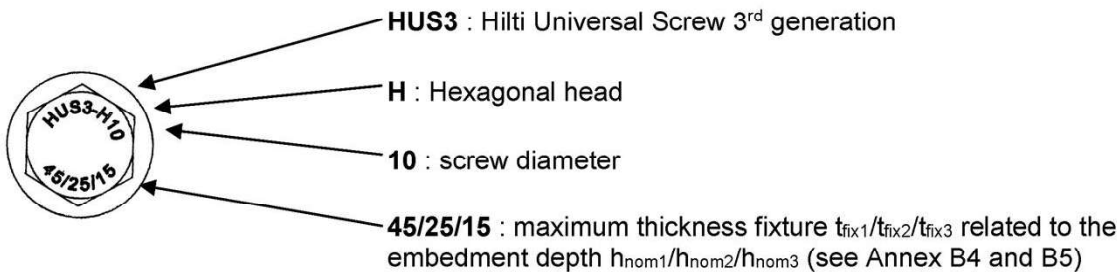 HUS3 : Hilti Universal Screw 3rd generation
H : Hexagonal head
HUS3-H10
45/25/15
10 : screw diameter
45/25/15 : maximum thickness fixture tfix1/tfix2/tfix3 related to the
embedment depth hnom1/hnom2/hnom3 (see Annex B4 and B5)